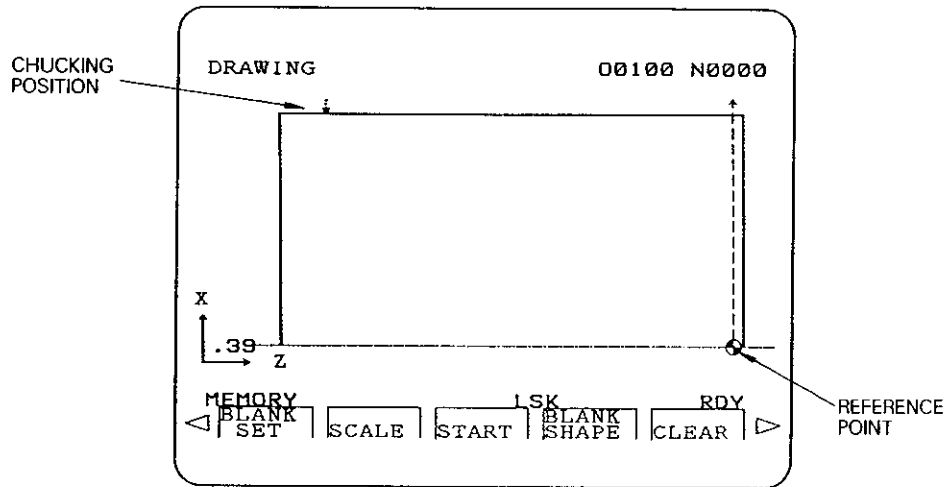 CHUCKING
POSITION
DRAWING
O0100 N0000
X
.39
Z
MEMORY
LSK
RDY
BLANK
SET
SCALE
START
BLANK
SHAPE
CLEAR
REFERENCE
POINT